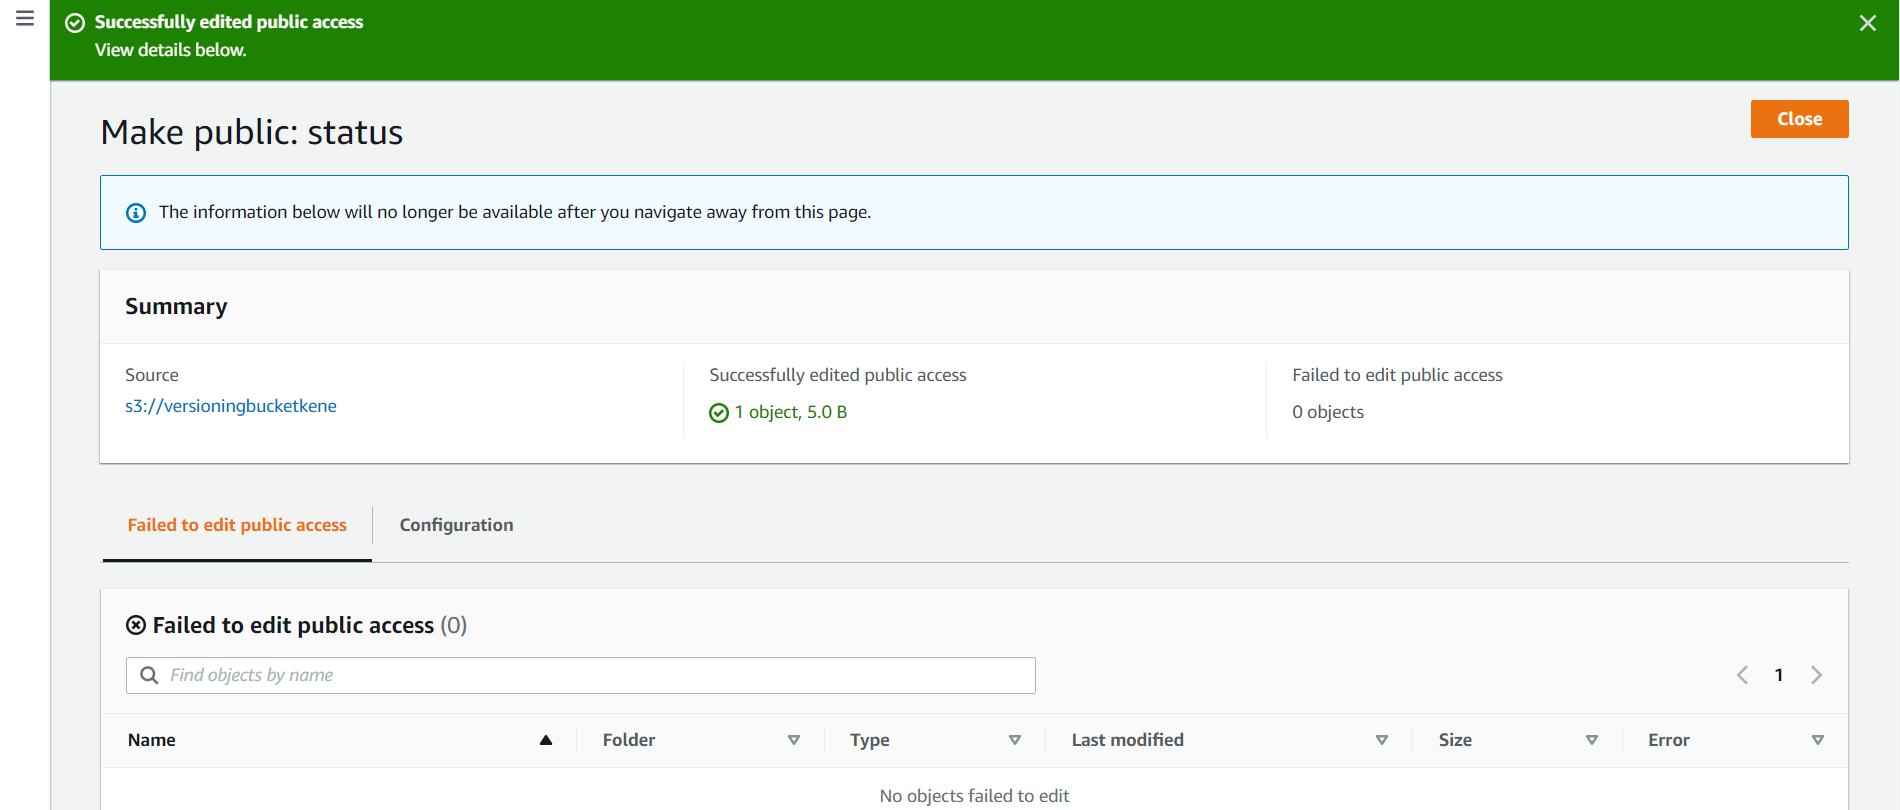 Successfully edited public access
View details below.
Make public: status
Close
The information below will no longer be available after you navigate away from this page.
Summary
Source
s3://versioningbucketkene
Successfully edited public access
1 object, 5.0 B
Failed to edit public access
0 objects
Failed to edit public access
Configuration
Failed to edit public access (0)
Find objects by name
1
Name
Folder
Type
Last modified
Size
Error
No objects failed to edit